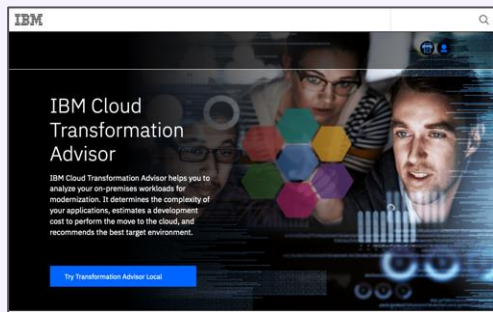 IBM
IBM Cloud
Transformation
Advisor
IBM Cloud Transformation Advisor helps you to
analyze your on-premises workloads for
modernization. It determines the complexity of
your applications, estimates a development
cost to perform the move to the cloud, and
recommends the best target environment.
Try Transformation Advisor Local